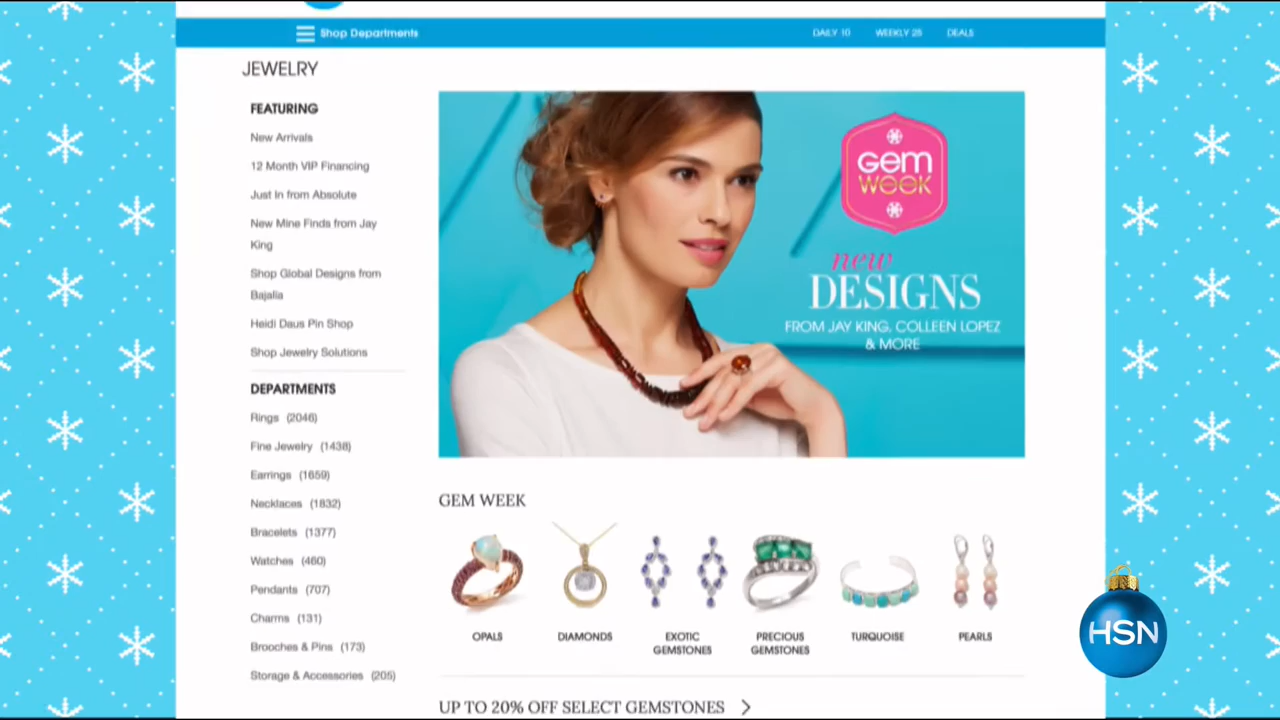 Shop Departments
DAILY 10 WEEKLY 25 DEALS
JEWELRY
FEATURING
New Arrivals
12 Month VIP Financing
Just In from Absolute
New Mine Finds from Jay
King
Shop Global Designs from
Bajalia
Heidi Daus Pin Shop
Shop Jewelry Solutions
DEPARTMENTS
Rings (2046)
Fine Jewelry (1438)
Earrings (1659)
Necklaces (1832)
Bracelets (1377)
Watches (460)
Pendants (707)
Charms (131)
Brooches & Pins (173)
Storage & Accessories (205)
Gem
WEEK
new
DESIGNS
FROM JAY KING, COLLEEN LOPEZ
& MORE
GEM WEEK
OPALS
DIAMONDS
EXOTIC
GEMSTONES
PRECIOUS
GEMSTONES
TURQUOISE
PEARLS
UP TO 20% OFF SELECT GEMSTONES
HSN